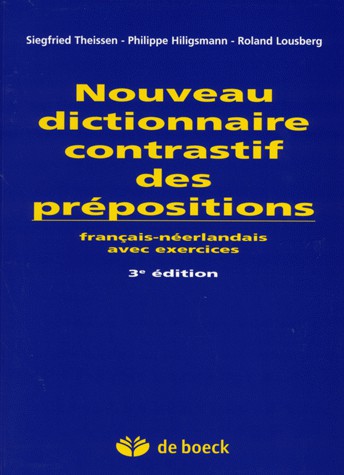 Siegfried Theissen - Philippe Hiligsmann - Roland Lousberg
Nouveau
dictionnaire
contrastif
des
prépositions
français-néerlandais
avec exercices
3e édition
de boeck